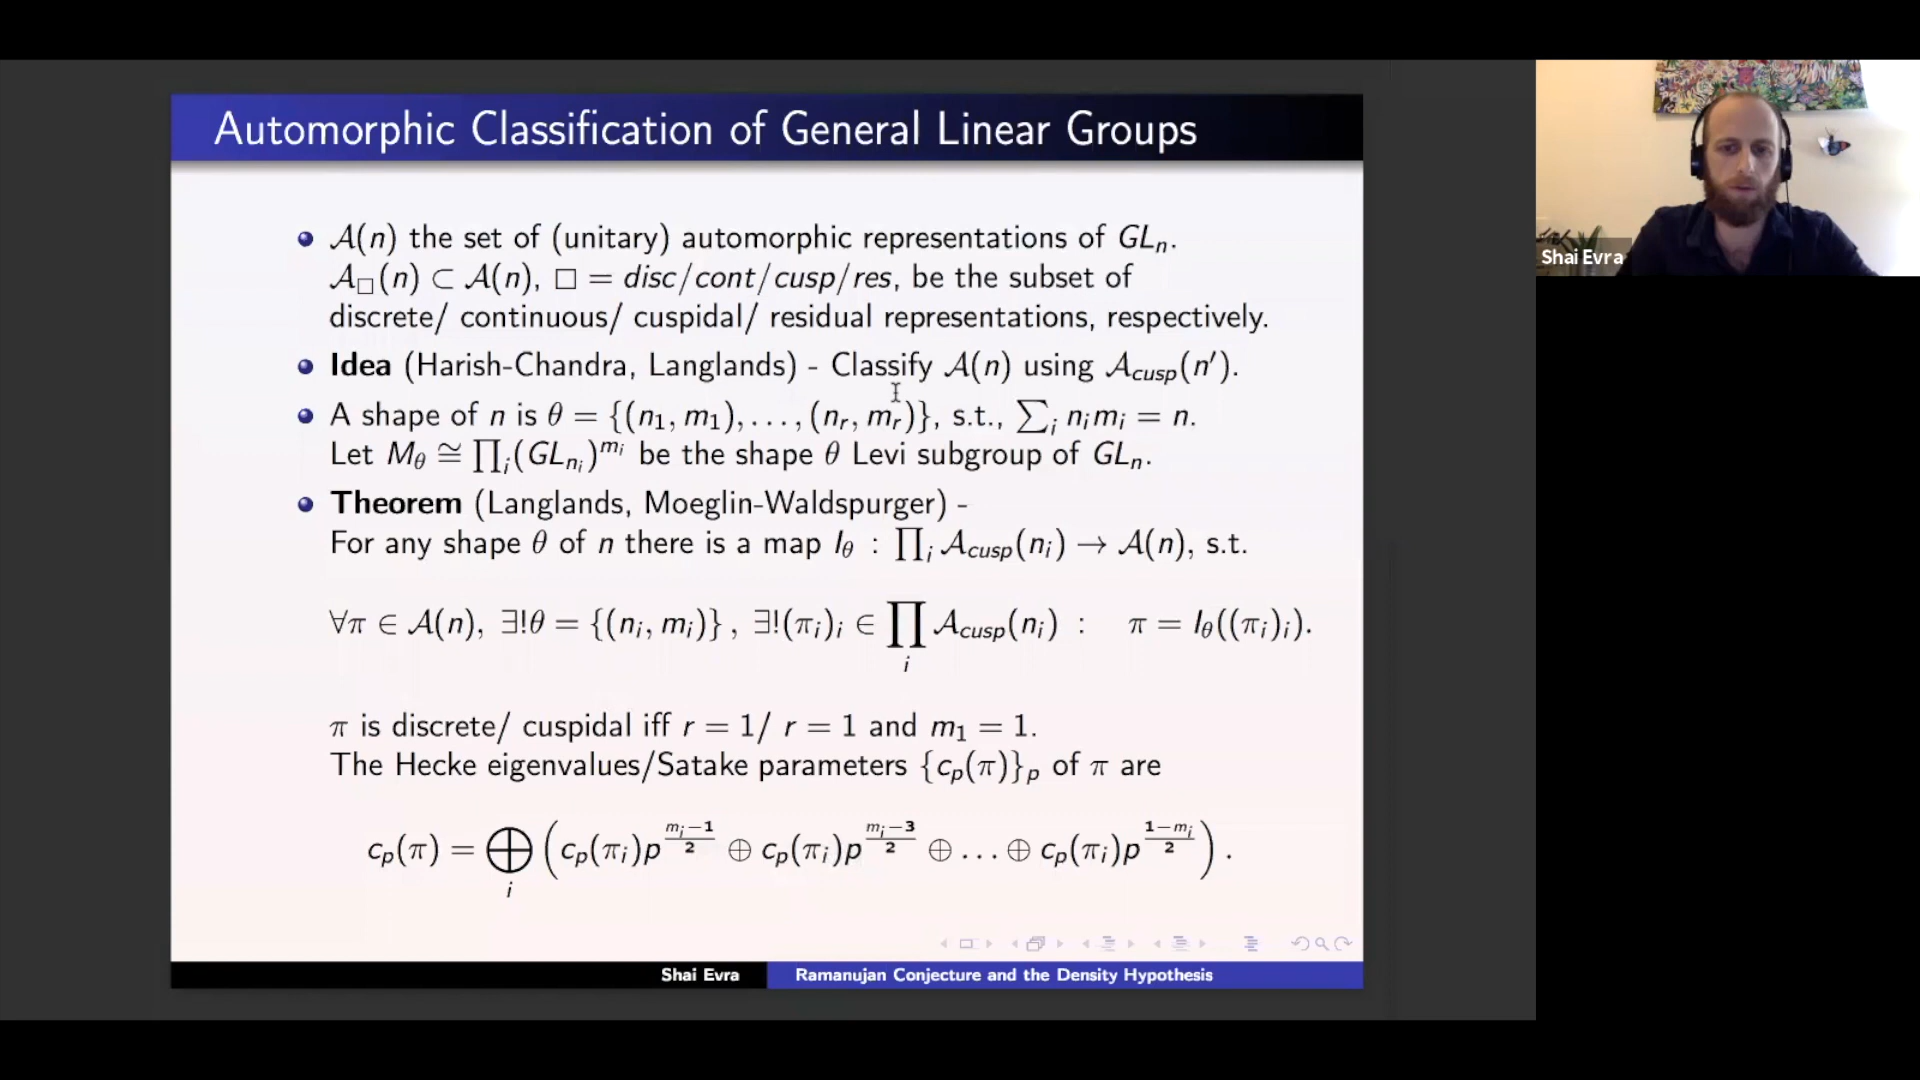 Automorphic Classification of General Linear Groups
𝒜(n) the set of (unitary) automorphic representations of GLₙ.
𝒜_□(n) ⊂ 𝒜(n), □ = disc/cont/cusp/res, be the subset of
discrete/ continuous/ cuspidal/ residual representations, respectively.
Idea (Harish-Chandra, Langlands) - Classify 𝒜(n) using 𝒜_cusp(n′).
A shape of n is θ = {(n₁, m₁), . . . , (n_r, m_r)}, s.t., ∑_i n_i m_i = n.
Let M_θ ≅ ∏_i (GL_{n_i})^{m_i} be the shape θ Levi subgroup of GLₙ.
Theorem (Langlands, Moeglin-Waldspurger) -
For any shape θ of n there is a map I_θ : ∏_i 𝒜_cusp(n_i) → 𝒜(n), s.t.
∀π ∈ 𝒜(n), ∃!θ = {(n_i, m_i)} , ∃!(π_i)_i ∈ ∏_i 𝒜_cusp(n_i) : π = I_θ((π_i)_i).
π is discrete/ cuspidal iff r = 1/ r = 1 and m₁ = 1.
The Hecke eigenvalues/Satake parameters {c_p(π)}_p of π are
c_p(π) = ⊕_i (c_p(π_i)p^{(m_i−1)/2} ⊕ c_p(π_i)p^{(m_i−3)/2} ⊕ . . . ⊕ c_p(π_i)p^{(1−m_i)/2}) .
Shai Evra
Ramanujan Conjecture and the Density Hypothesis
Shai Evra